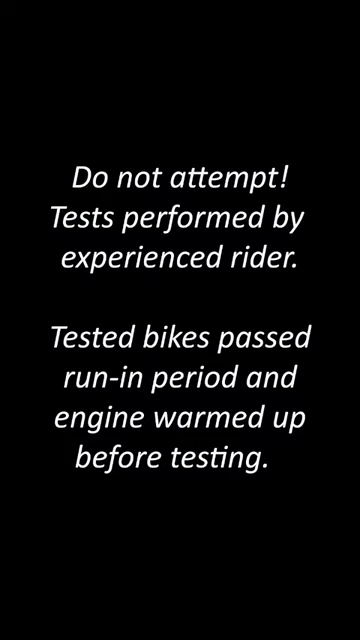 Do not attempt!
Tests performed by
experienced rider.
Tested bikes passed
run-in period and
engine warmed up
before testing.